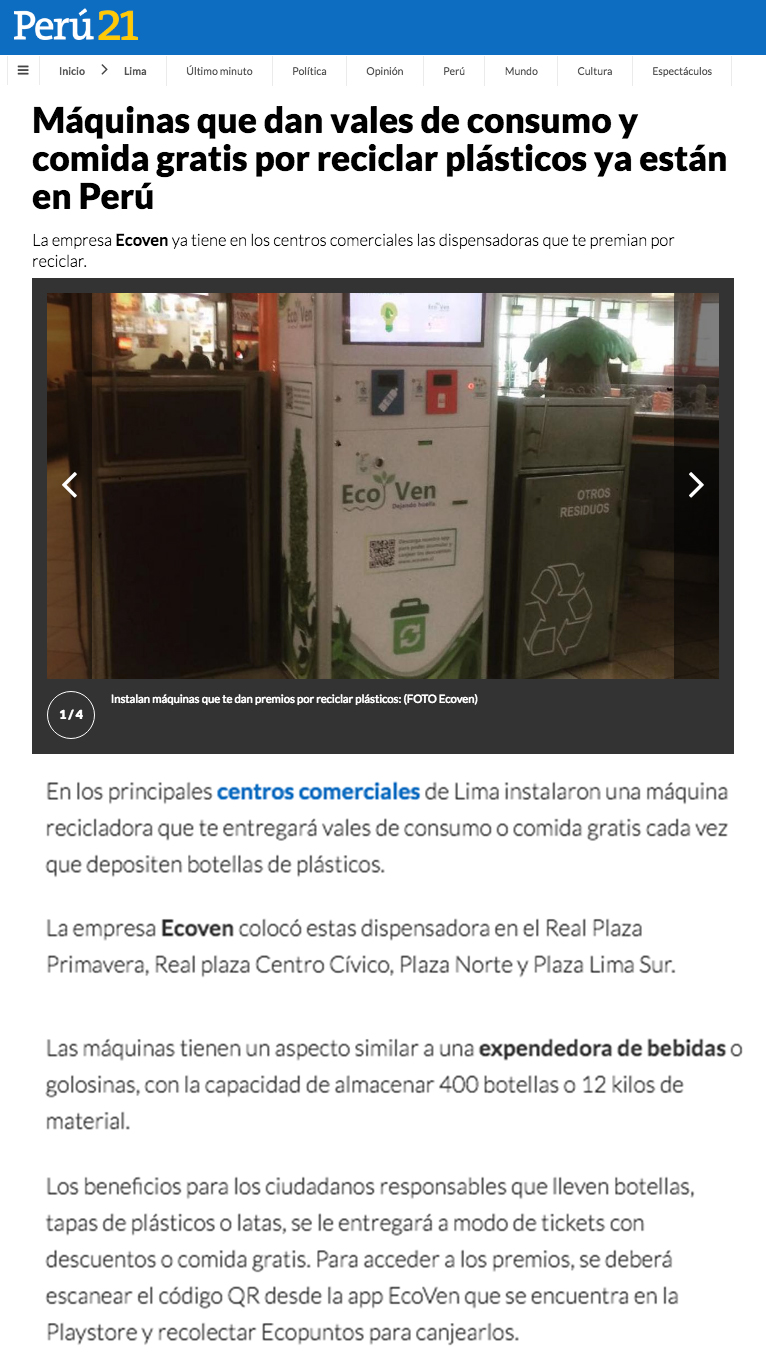 Perú21
Inicio > Lima Último minuto Política Opinión Perú Mundo Cultura Espectáculos
Máquinas que dan vales de consumo y
comida gratis por reciclar plásticos ya están
en Perú
La empresa Ecoven ya tiene en los centros comerciales las dispensadoras que te premian por
reciclar.
Eco Ven
Eco Ven
Eco Ven
Dejando huella
OTROS
RESIDUOS
1/4
Instalan máquinas que te dan premios por reciclar plásticos: (FOTO Ecoven)
En los principales centros comerciales de Lima instalaron una máquina
recicladora que te entregará vales de consumo o comida gratis cada vez
que depositen botellas de plásticos.
La empresa Ecoven colocó estas dispensadora en el Real Plaza
Primavera, Real plaza Centro Cívico, Plaza Norte y Plaza Lima Sur.
Las máquinas tienen un aspecto similar a una expendedora de bebidas o
golosinas, con la capacidad de almacenar 400 botellas o 12 kilos de
material.
Los beneficios para los ciudadanos responsables que lleven botellas,
tapas de plásticos o latas, se le entregará a modo de tickets con
descuentos o comida gratis. Para acceder a los premios, se deberá
escanear el código QR desde la app EcoVen que se encuentra en la
Playstore y recolectar Ecopuntos para canjearlos.